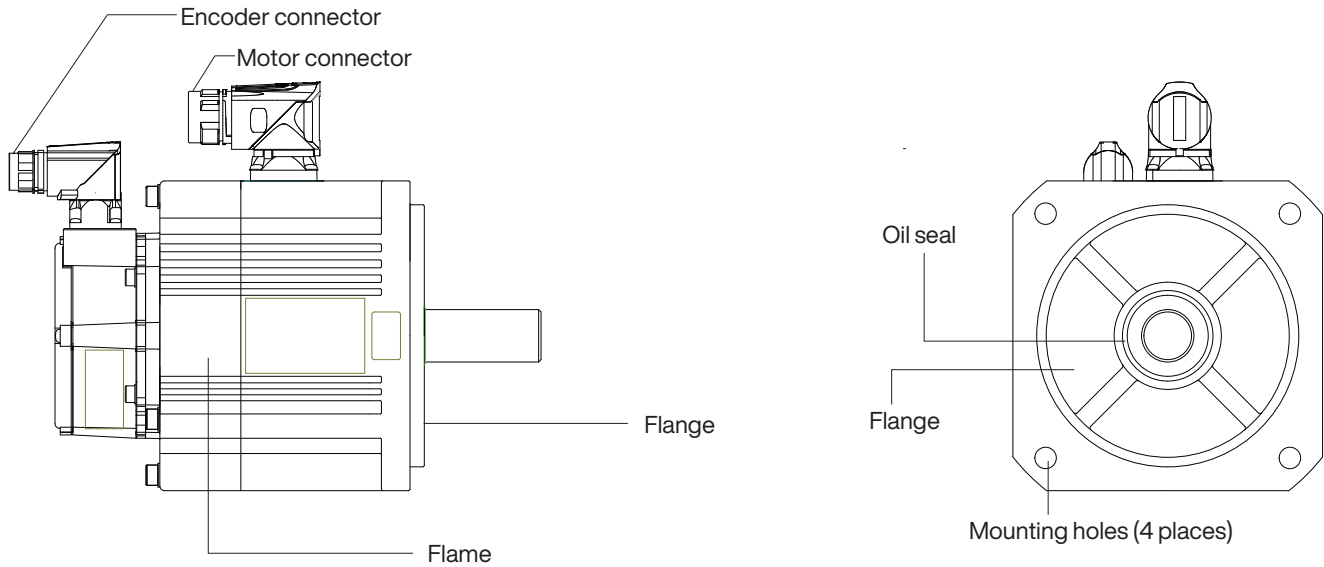 Encoder connector
Motor connector
Oil seal
Flange
Flange
Mounting holes (4 places)
Flame